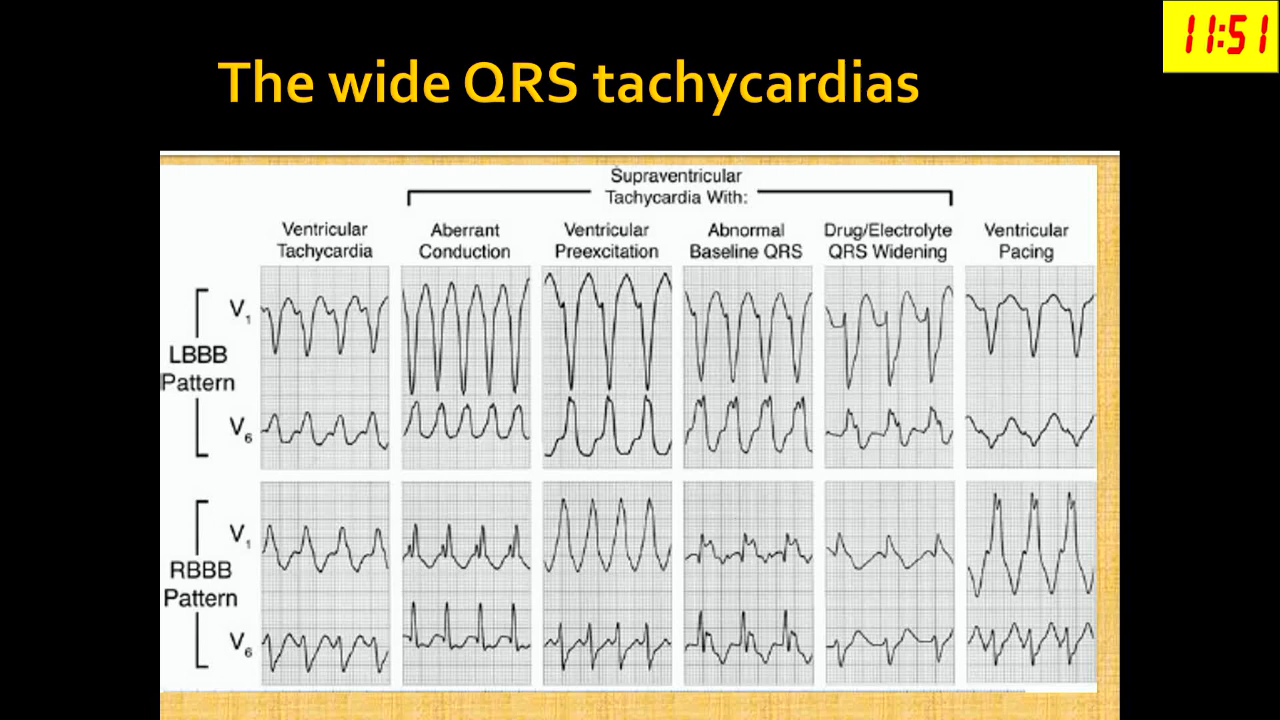 11:51
The wide QRS tachycardias
Supraventricular
Tachycardia With:
Ventricular
Tachycardia
Aberrant
Conduction
Ventricular
Preexcitation
Abnormal
Baseline QRS
Drug/Electrolyte
QRS Widening
Ventricular
Pacing
LBBB
Pattern
V1
V6
RBBB
Pattern
V1
V6